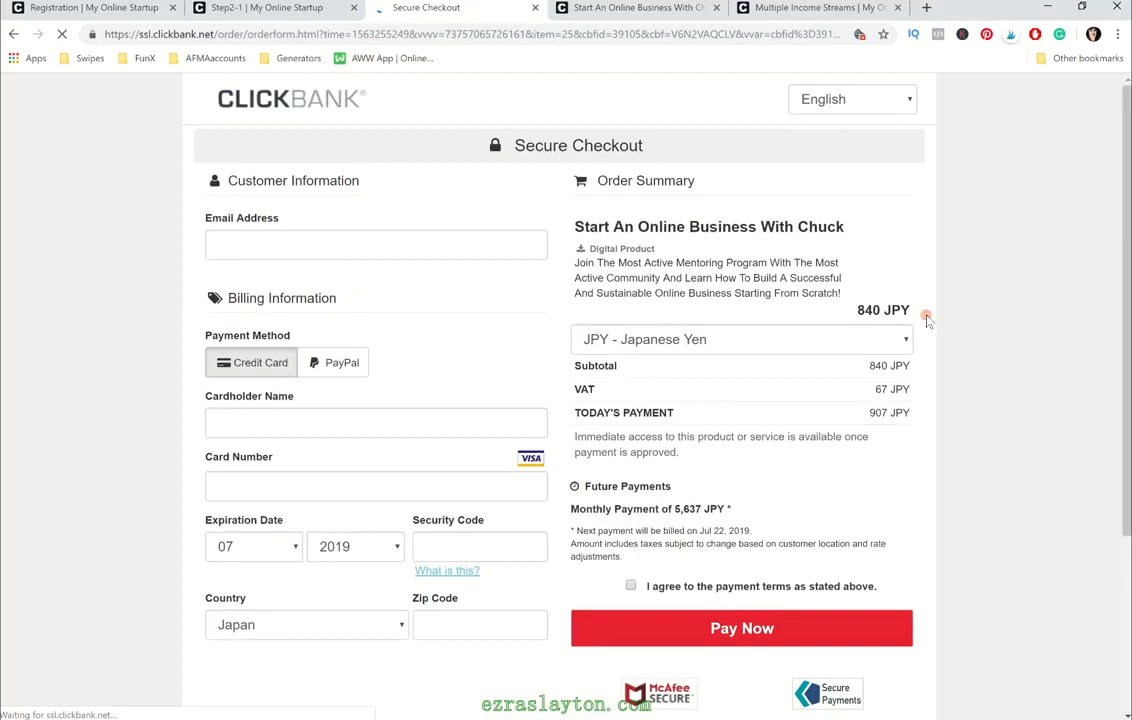 Registration | My Online Startup
Step2-1 | My Online Startup
Secure Checkout
Start An Online Business With Ch
Multiple Income Streams | My O
https://ssl.clickbank.net/order/orderform.html?time=1563255249&vvvv=73757065726161&item=25&cbfid=39105&cbf=V6N2VAQCLV&vvar=cbfid%3D391...
Apps
Swipes
FunX
AFMAaccounts
Generators
AWW App | Online...
Other bookmarks
CLICKBANK
English
Secure Checkout
Customer Information
Email Address
Billing Information
Payment Method
Credit Card
PayPal
Cardholder Name
Card Number
VISA
Expiration Date
Security Code
07
2019
What is this?
Country
Zip Code
Japan
Order Summary
Start An Online Business With Chuck
Digital Product
Join The Most Active Mentoring Program With The Most
Active Community And Learn How To Build A Successful
And Sustainable Online Business Starting From Scratch!
840 JPY
JPY - Japanese Yen
Subtotal 840 JPY
VAT 67 JPY
TODAY'S PAYMENT 907 JPY
Immediate access to this product or service is available once
payment is approved.
Future Payments
Monthly Payment of 5,637 JPY *
* Next payment will be billed on Jul 22, 2019.
Amount includes taxes subject to change based on customer location and rate
adjustments.
I agree to the payment terms as stated above.
Pay Now
McAfee
SECURE
Secure
Payments
ezraslayton.com
Waiting for ssl.clickbank.net...